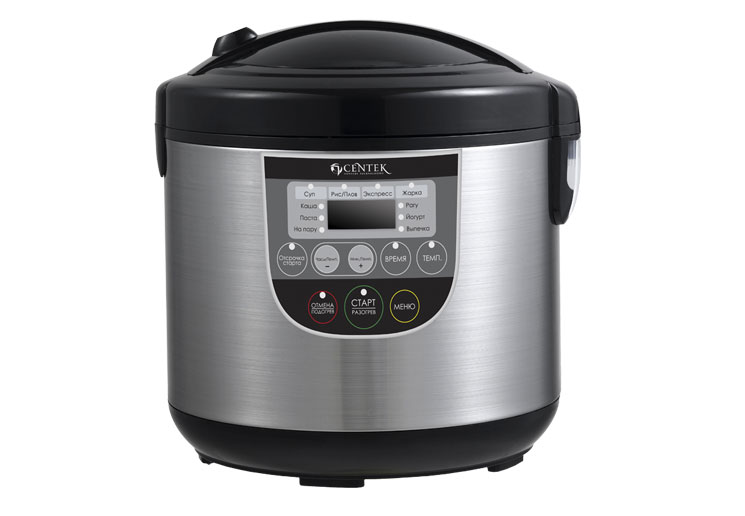 CENTEK
Суп Рис/Плов Экспресс Жарка
Каша Рагу
Паста Йогурт
На пару Выпечка
Отсрочка
старта
−
+
ВРЕМЯ
ТЕМП.
ОТМЕНА
ПОДОГРЕВ
СТАРТ
РАЗОГРЕВ
МЕНЮ